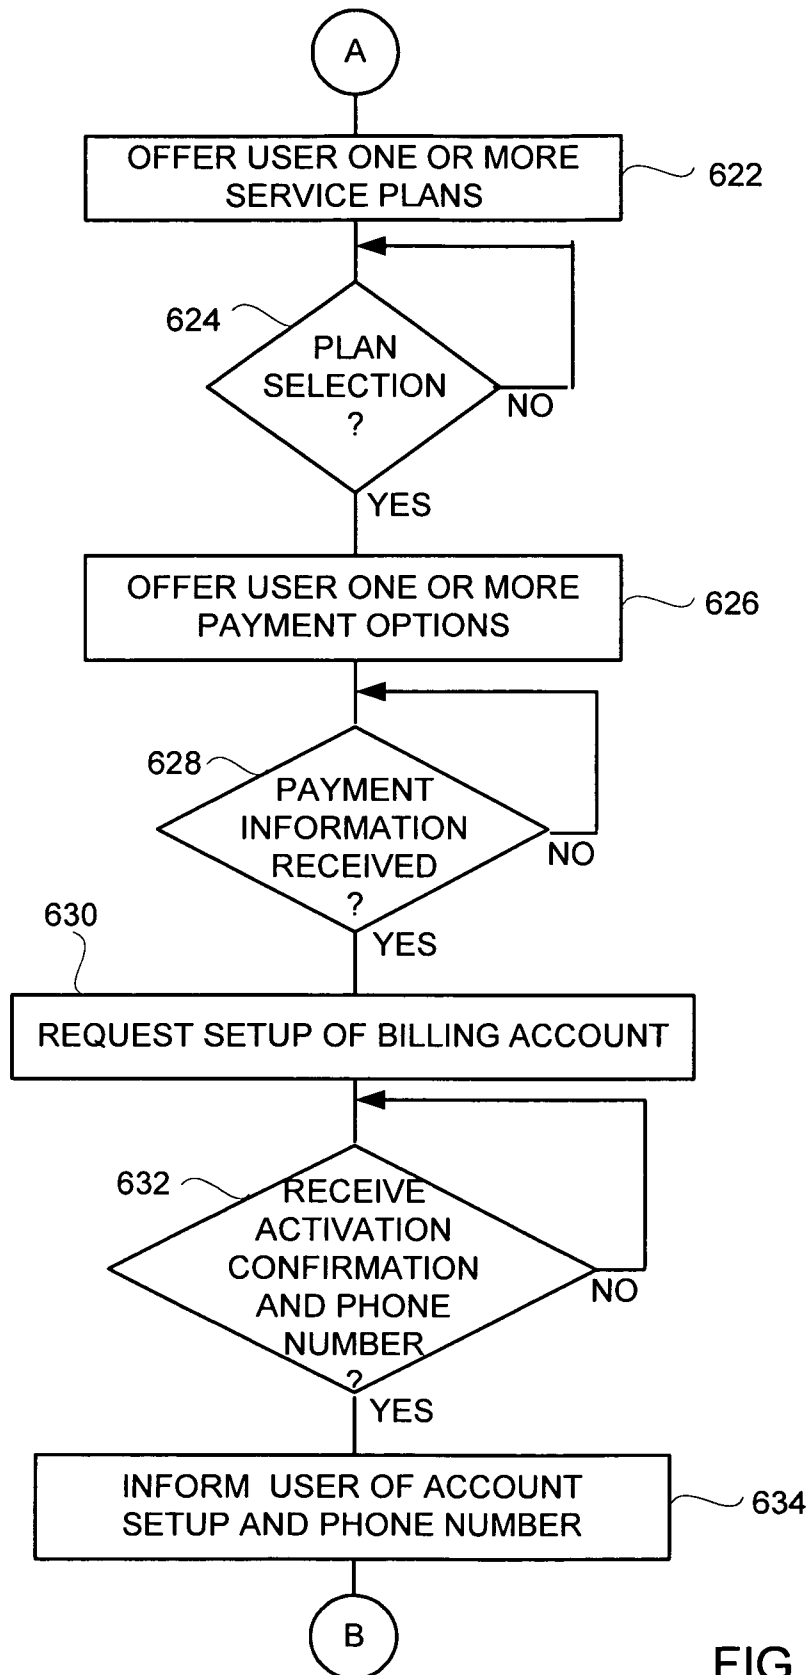 A
OFFER USER ONE OR MORE
SERVICE PLANS
622
624
PLAN
SELECTION
?
NO
YES
OFFER USER ONE OR MORE
PAYMENT OPTIONS
626
628
PAYMENT
INFORMATION
RECEIVED
?
NO
YES
630
REQUEST SETUP OF BILLING ACCOUNT
632
RECEIVE
ACTIVATION
CONFIRMATION
AND PHONE
NUMBER
?
NO
YES
INFORM USER OF ACCOUNT
SETUP AND PHONE NUMBER
634
B
FIG